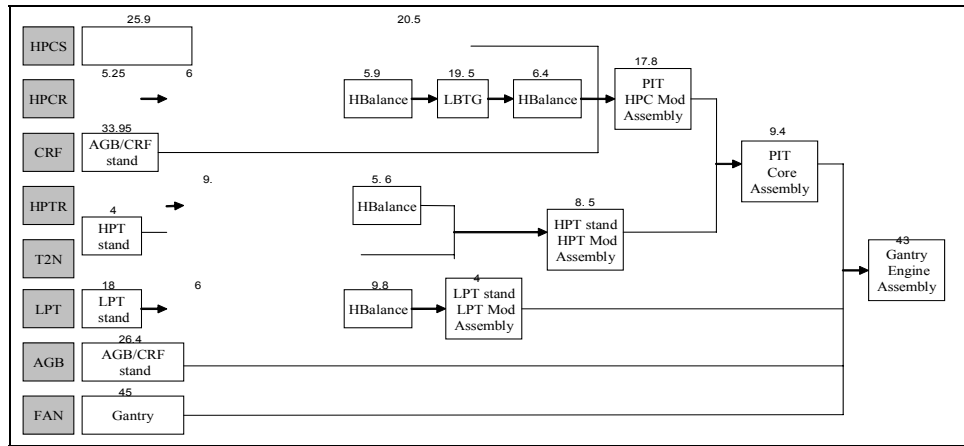 25.9
20.5
HPCS
5.25
6
5.9
19. 5
6.4
17.8
HPCR
HBalance
LBTG
HBalance
PIT
HPC Mod
Assembly
33.95
CRF
AGB/CRF
stand
9.4
PIT
Core
Assembly
9.
5. 6
HPTR
HBalance
4
HPT
stand
8. 5
HPT stand
HPT Mod
Assembly
T2N
43
Gantry
Engine
Assembly
18
6
9.8
4
LPT
LPT
stand
HBalance
LPT stand
LPT Mod
Assembly
26.4
AGB
AGB/CRF
stand
45
FAN
Gantry